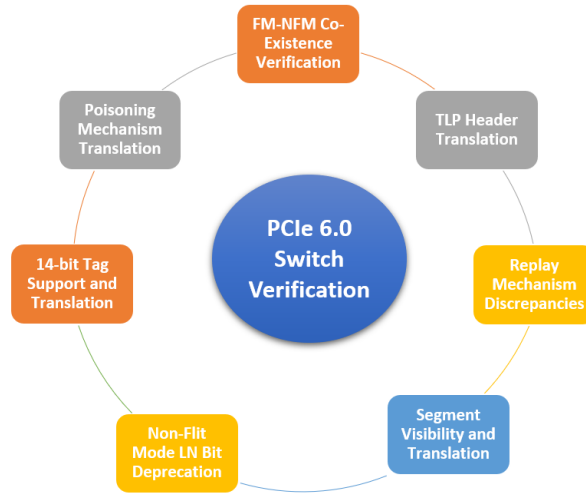 FM-NFM Co-
Existence
Verification
TLP Header
Translation
Replay
Mechanism
Discrepancies
Segment
Visibility and
Translation
Non-Flit
Mode LN Bit
Deprecation
14-bit Tag
Support and
Translation
Poisoning
Mechanism
Translation
PCIe 6.0
Switch
Verification